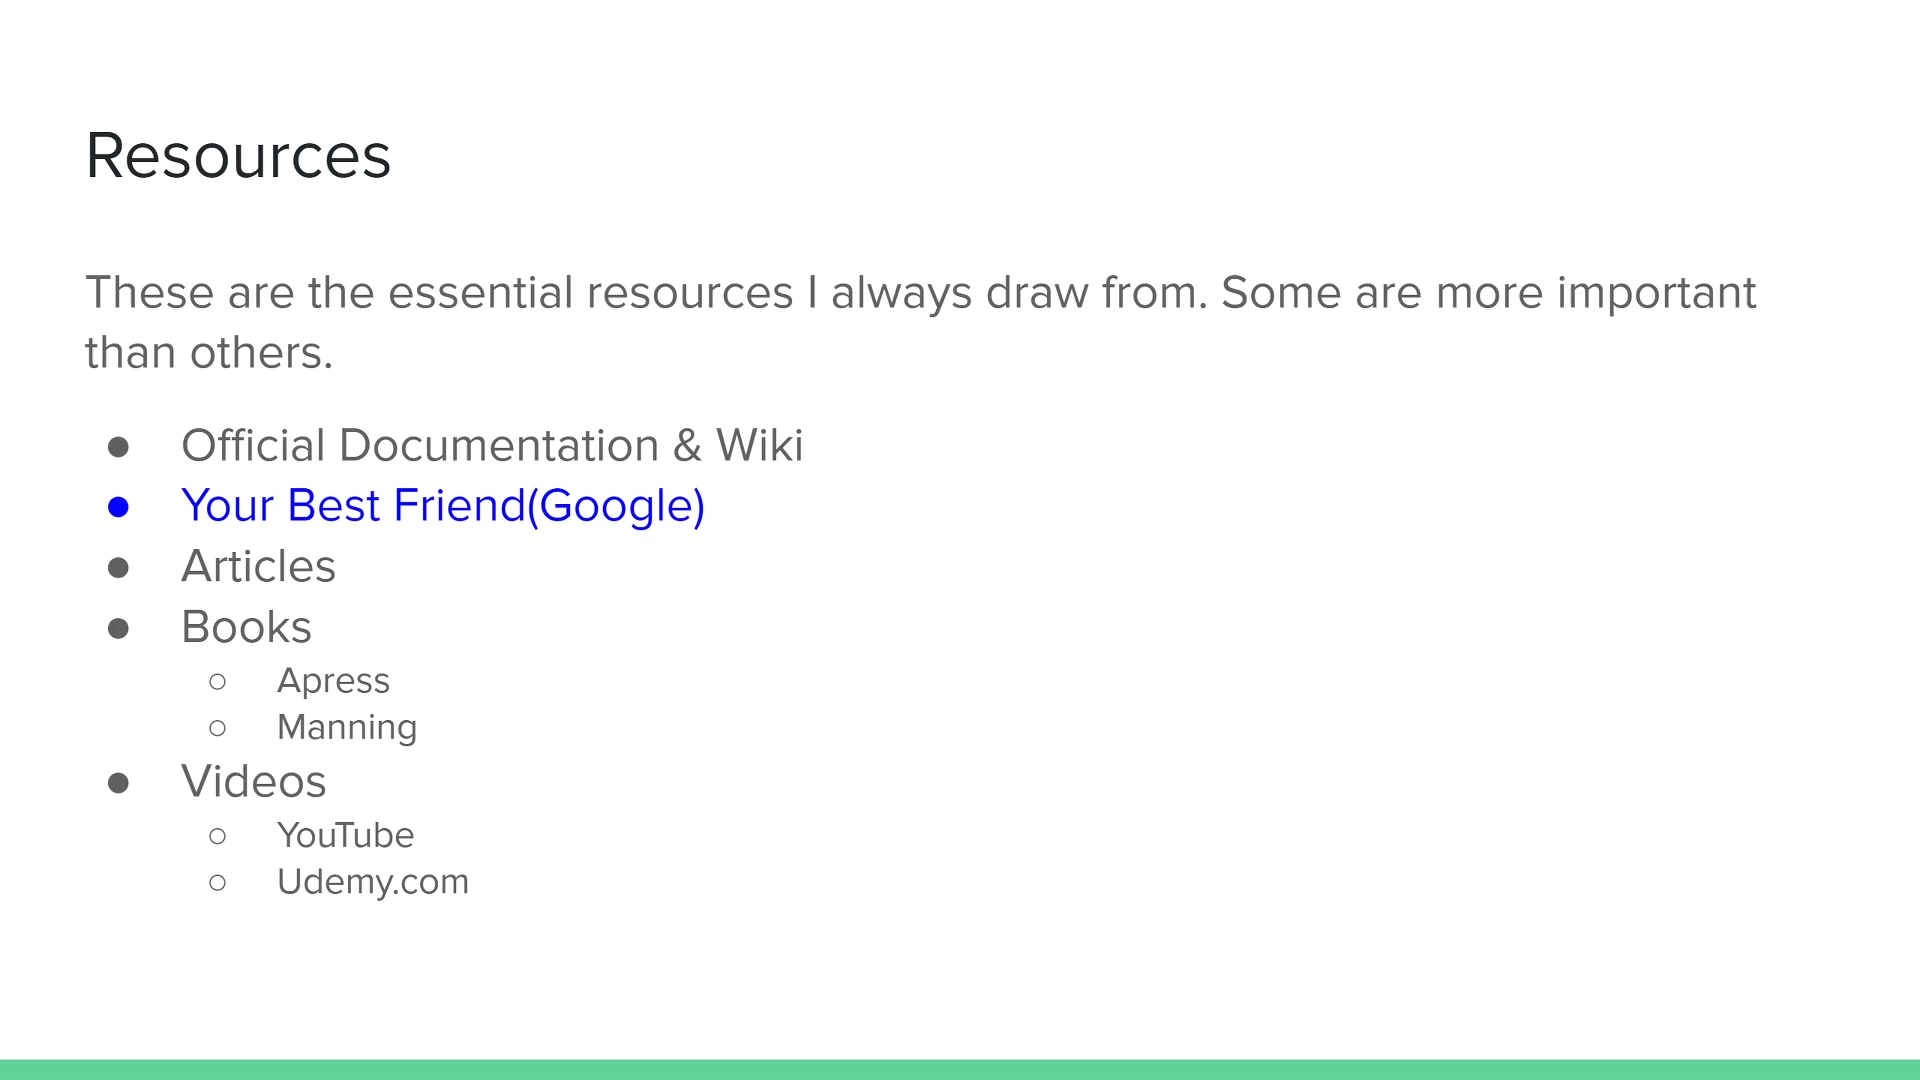 Resources
These are the essential resources I always draw from. Some are more important
than others.
● Official Documentation & Wiki
● Your Best Friend(Google)
● Articles
● Books
○ Apress
○ Manning
● Videos
○ YouTube
○ Udemy.com